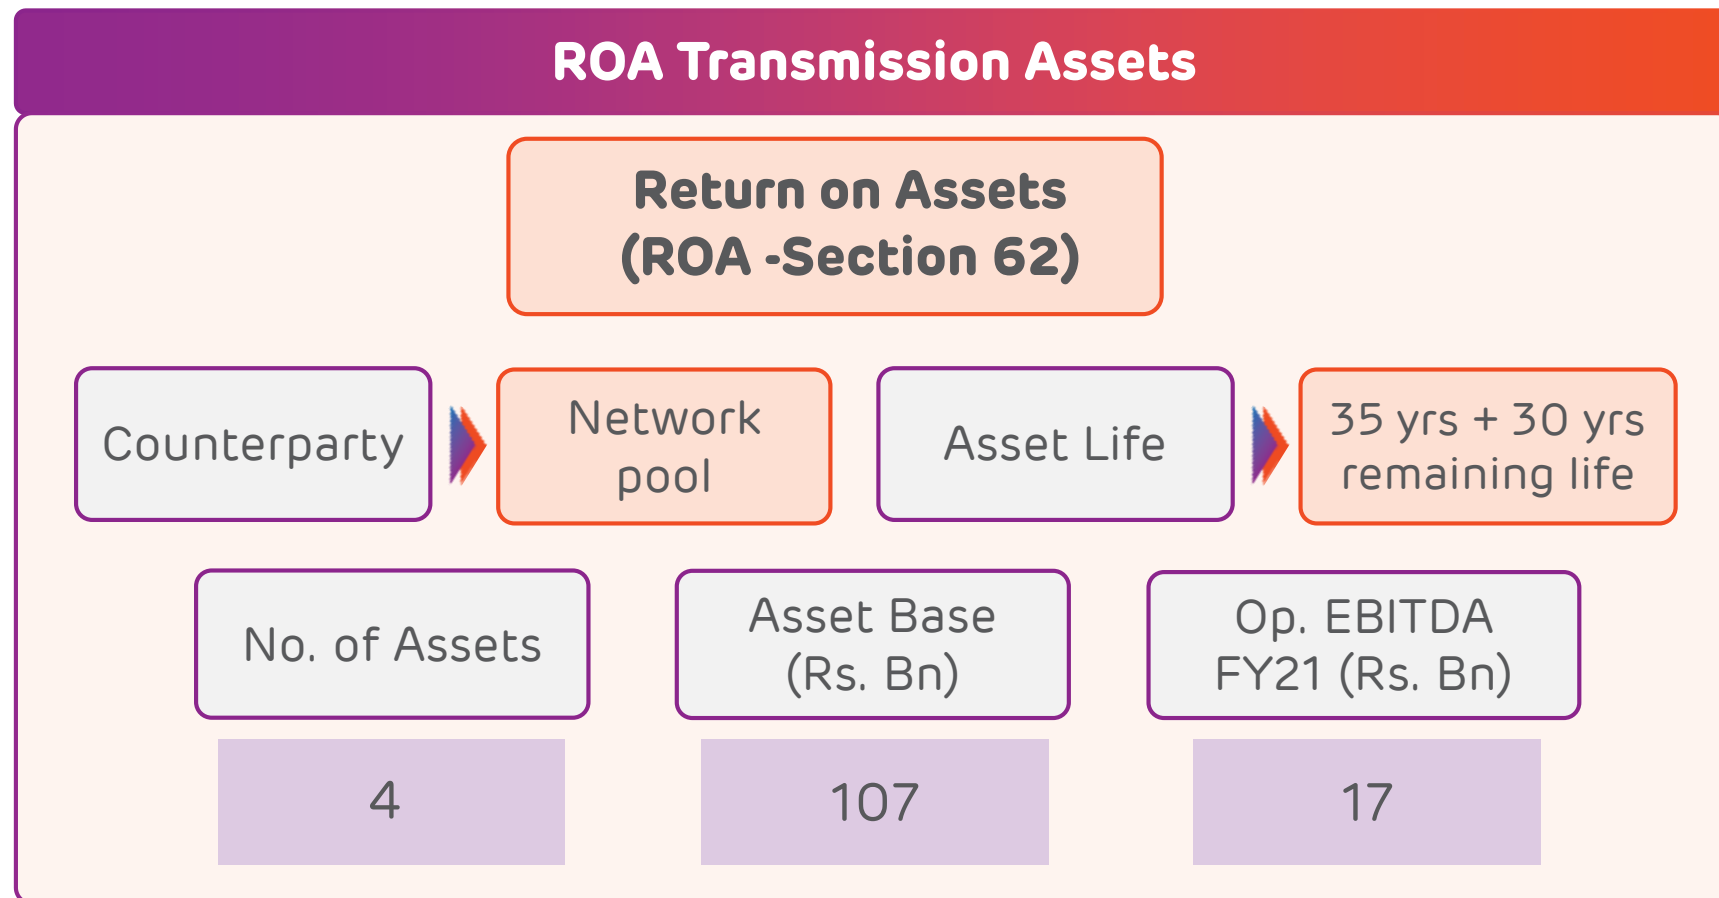 ROA Transmission Assets
Return on Assets
(ROA -Section 62)
Counterparty
Network
pool
Asset Life
35 yrs + 30 yrs
remaining life
No. of Assets
Asset Base
(Rs. Bn)
Op. EBITDA
FY21 (Rs. Bn)
4
107
17